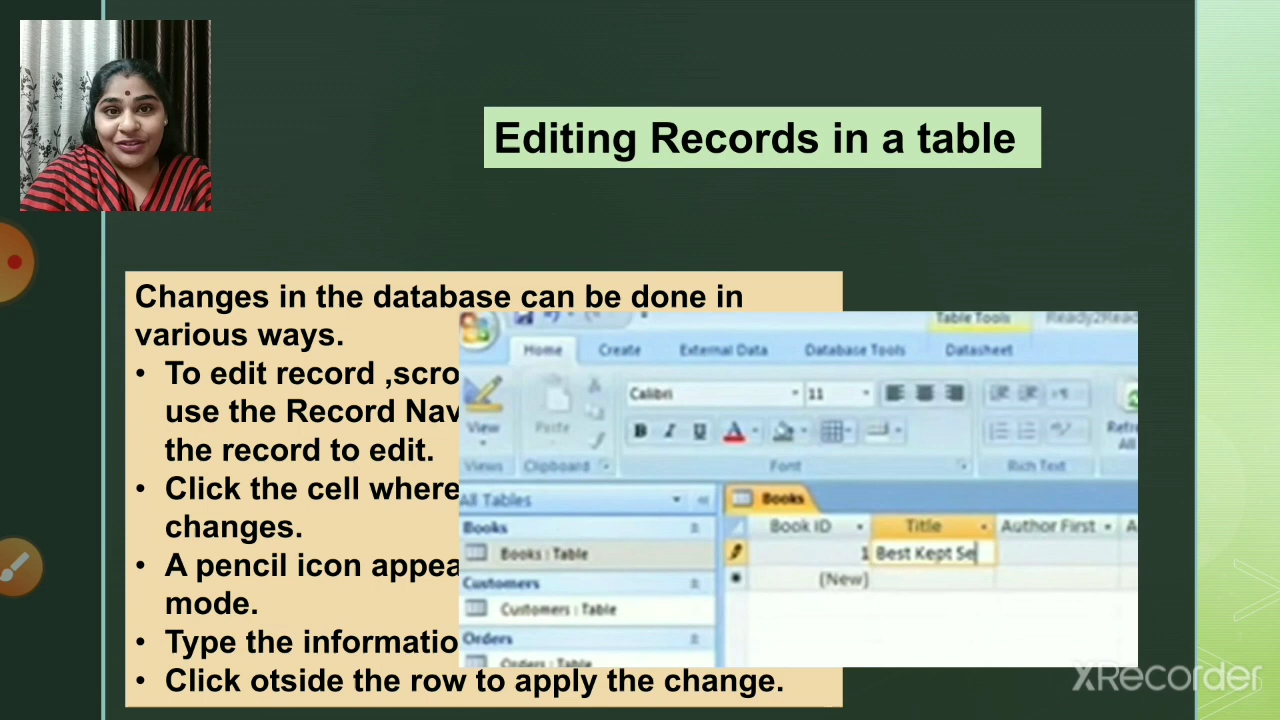 Editing Records in a table
Changes in the database can be done in
various ways.
• To edit record ,scro
use the Record Nav
the record to edit.
• Click the cell where
changes.
• A pencil icon appea
mode.
• Type the informatio
• Click otside the row to apply the change.
Table Tools
Home Create External Data Database Tools Datasheet
Calibri 11
View Paste
B I U A
All
Views Clipboard Font Rich Text
All Tables
Books
Book ID Title Author First A
Books
Books : Table
1 Best Kept Se
(New)
Customers
Customers : Table
Orders
Orders : Table
XRecorder